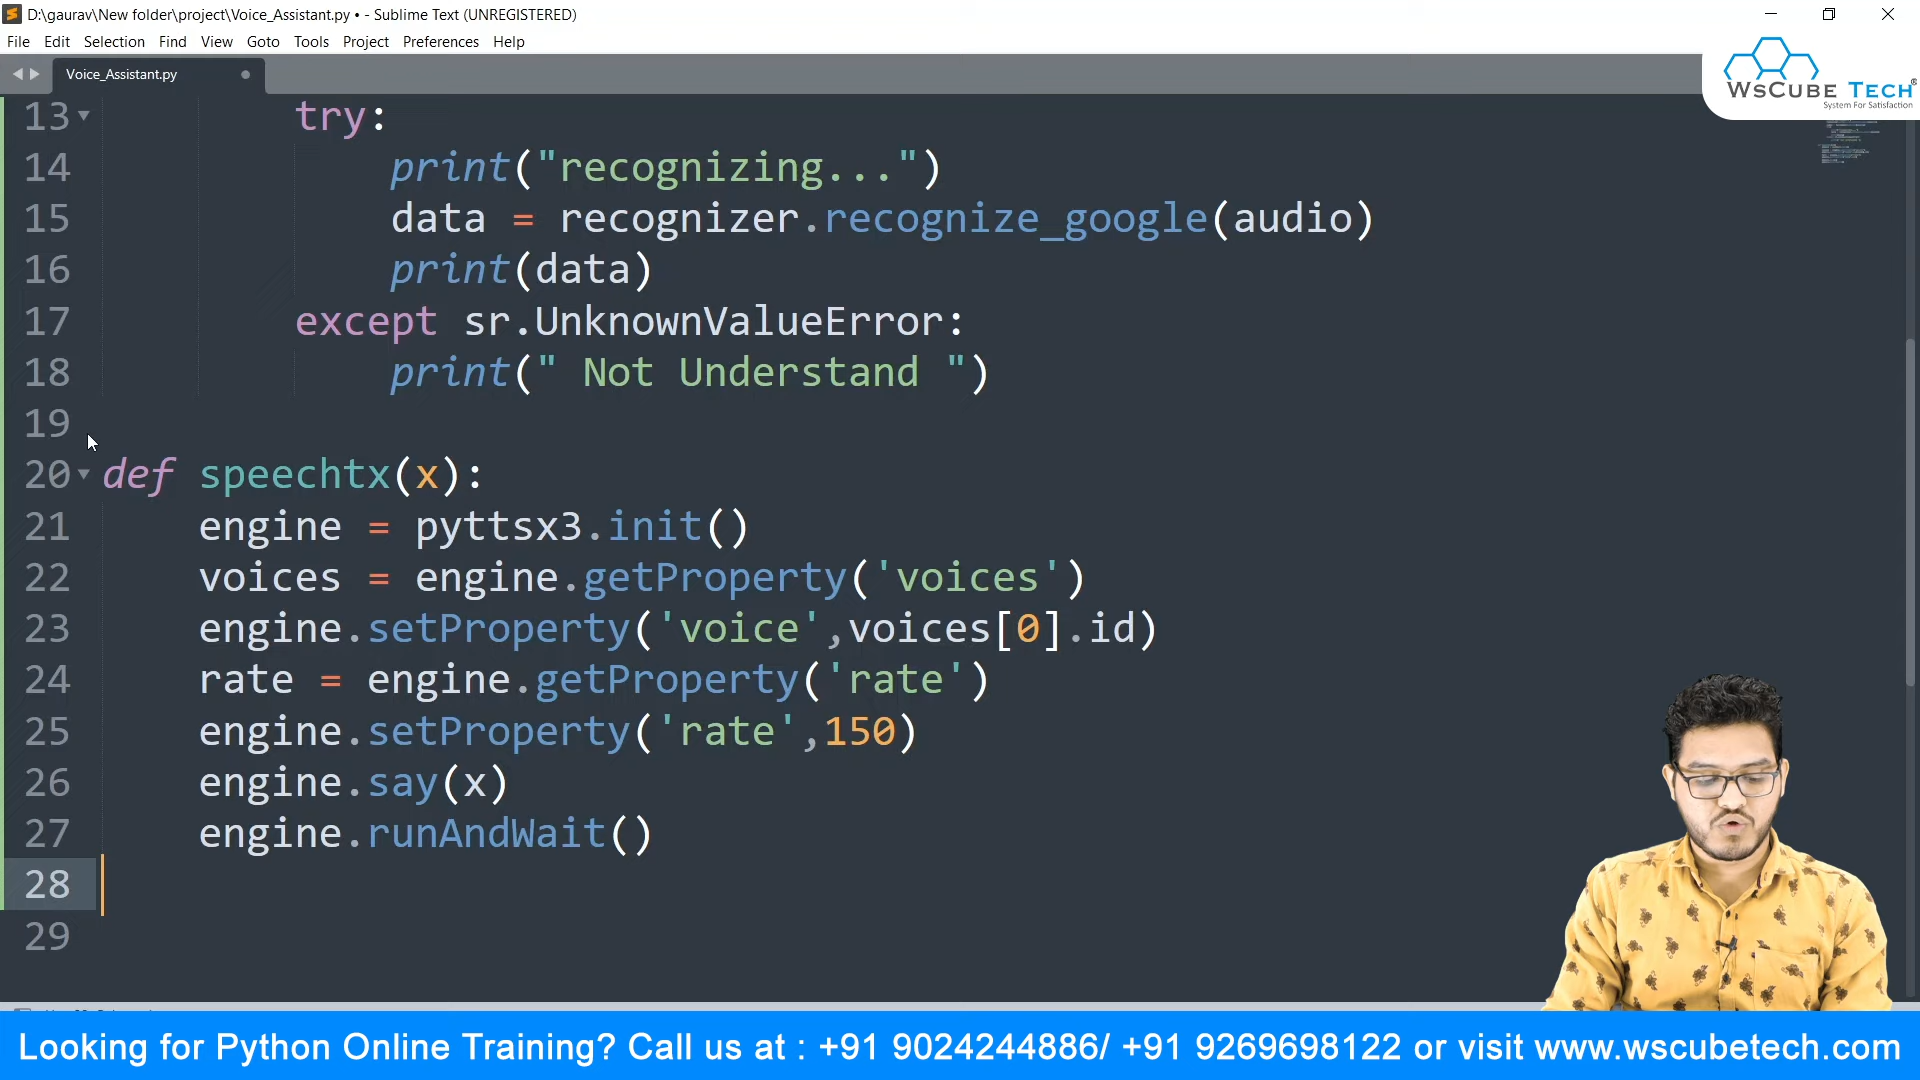 D:\gaurav\New folder\project\Voice_Assistant.py • - Sublime Text (UNREGISTERED)
File Edit Selection Find View Goto Tools Project Preferences Help
Voice_Assistant.py
WsCube Tech®
System For Satisfaction
13 try:
14 print("recognizing...")
15 data = recognizer.recognize_google(audio)
16 print(data)
17 except sr.UnknownValueError:
18 print(" Not Understand ")
19
20 def speechtx(x):
21 engine = pyttsx3.init()
22 voices = engine.getProperty('voices')
23 engine.setProperty('voice',voices[0].id)
24 rate = engine.getProperty('rate')
25 engine.setProperty('rate',150)
26 engine.say(x)
27 engine.runAndWait()
28
29
Looking for Python Online Training? Call us at : +91 9024244886/ +91 9269698122 or visit www.wscubetech.com